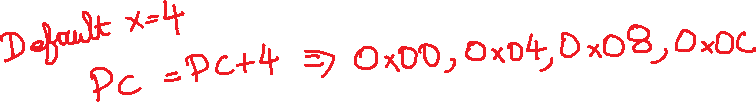 Default x=4
PC = PC+4 => 0x00, 0x04, 0x08, 0x0C